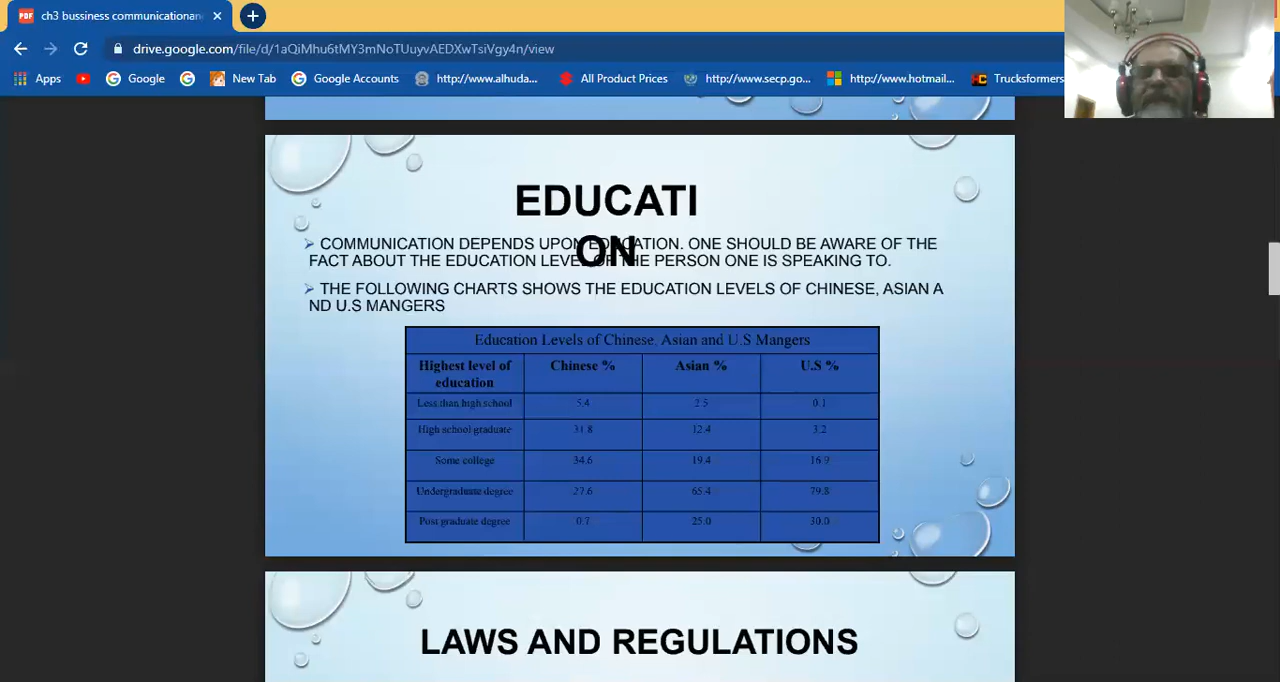 ch3 bussiness communicationan
drive.google.com/file/d/1aQiMhu6tMY3mNoTUuyvAEDXwTsiVgy4n/view
Apps Google New Tab Google Accounts http://www.alhuda... All Product Prices http://www.secp.go... http://www.hotmail... Trucksformers
EDUCATI
ON
COMMUNICATION DEPENDS UPON EDUCATION. ONE SHOULD BE AWARE OF THE
FACT ABOUT THE EDUCATION LEVEL OF THE PERSON ONE IS SPEAKING TO.
THE FOLLOWING CHARTS SHOWS THE EDUCATION LEVELS OF CHINESE, ASIAN A
ND U.S MANGERS
Education Levels of Chinese, Asian and U.S Mangers
Highest level of education Chinese % Asian % U.S %
Less than high school 5.4 2.5 0.1
High school graduate 31.8 12.4 3.2
Some college 34.6 19.4 16.9
Undergraduate degree 27.6 65.4 79.8
Post graduate degree 0.7 25.0 30.0
LAWS AND REGULATIONS